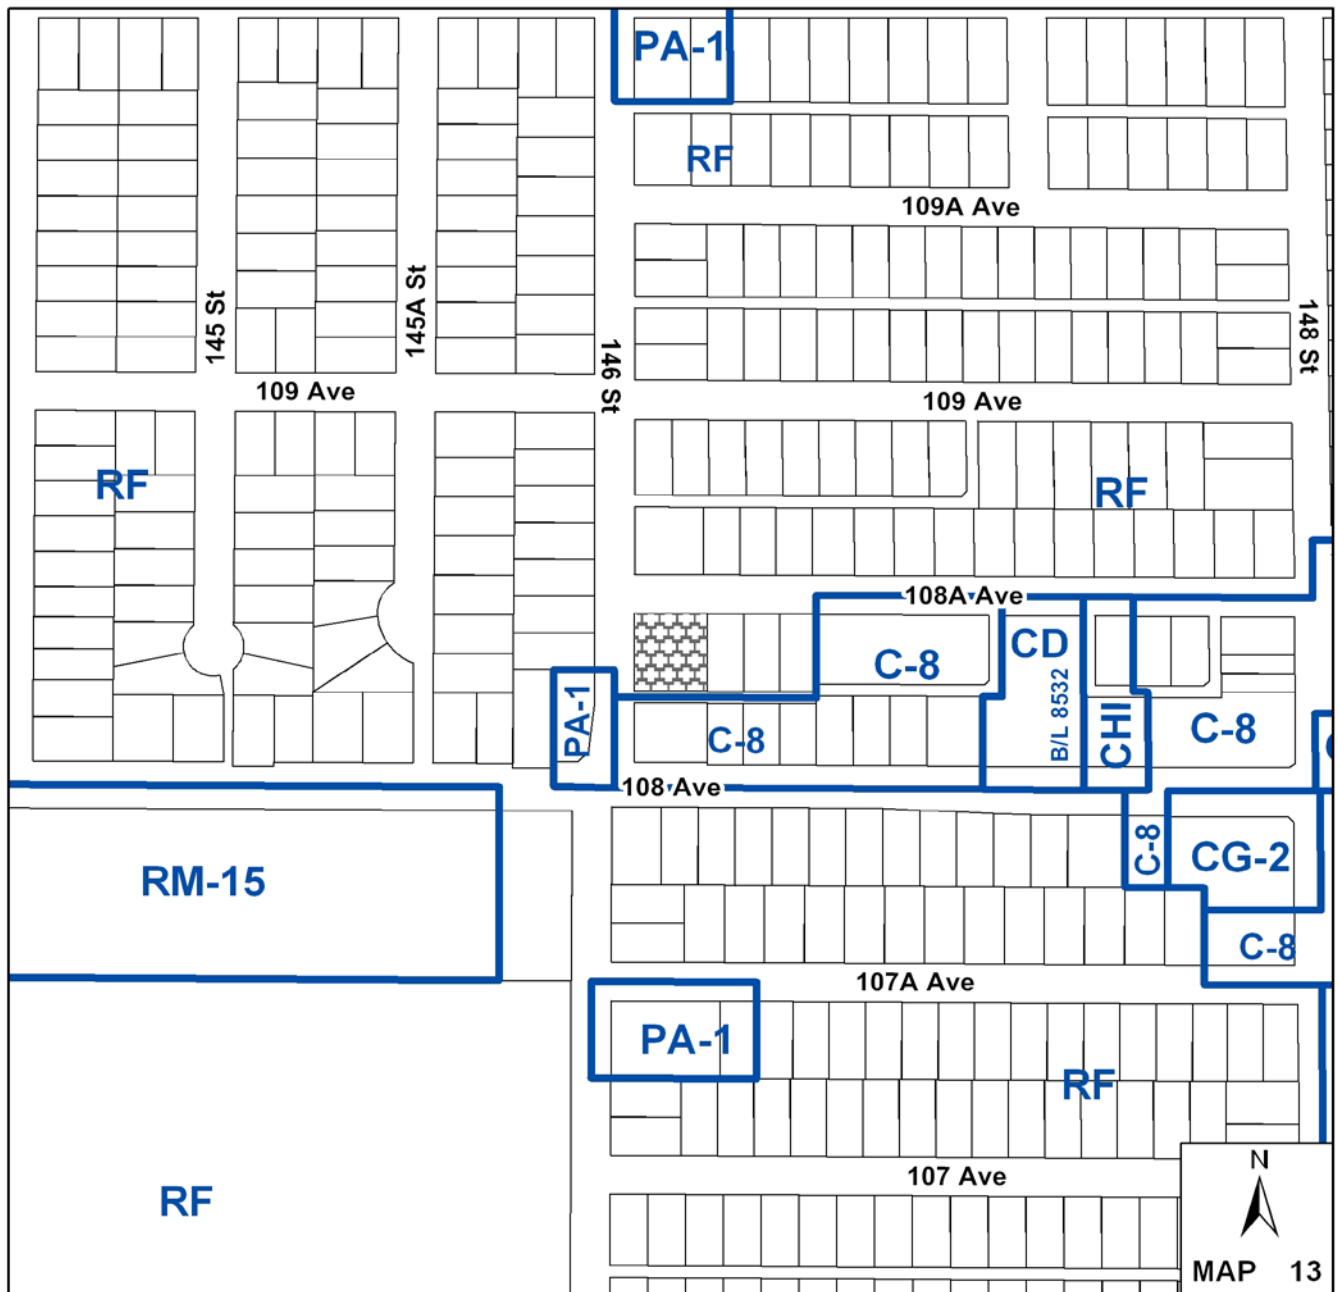 PA-1
RF
109A Ave
145 St
145A St
146 St
148 St
109 Ave
109 Ave
RF
RF
108A Ave
CD
B/L 8532
C-8
PA-1
C-8
CHI
C-8
108 Ave
RM-15
C-8
CG-2
C-8
107A Ave
PA-1
RF
107 Ave
RF
N
MAP 13